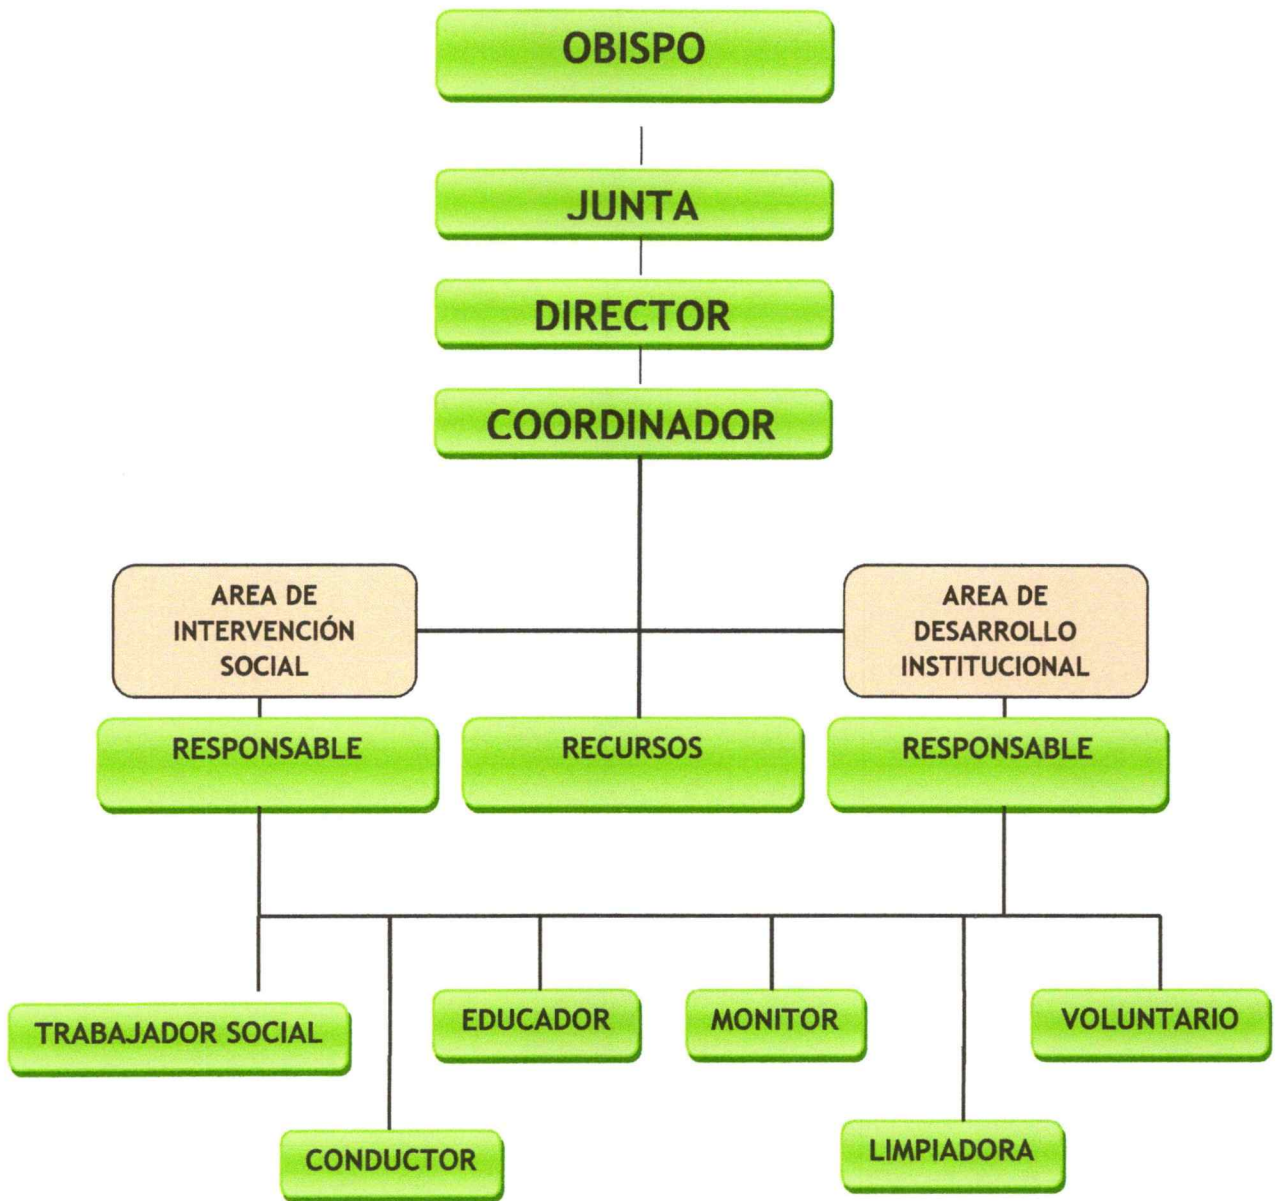 OBISPO
JUNTA
DIRECTOR
COORDINADOR
AREA DE
INTERVENCIÓN
SOCIAL
AREA DE
DESARROLLO
INSTITUCIONAL
RESPONSABLE
RECURSOS
RESPONSABLE
TRABAJADOR SOCIAL
EDUCADOR
MONITOR
VOLUNTARIO
CONDUCTOR
LIMPIADORA